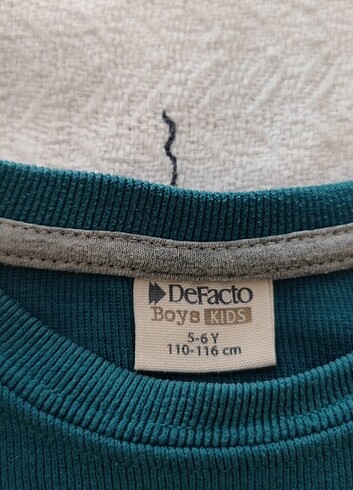 DeFacto
Boys KIDS
5-6 Y
110-116 cm